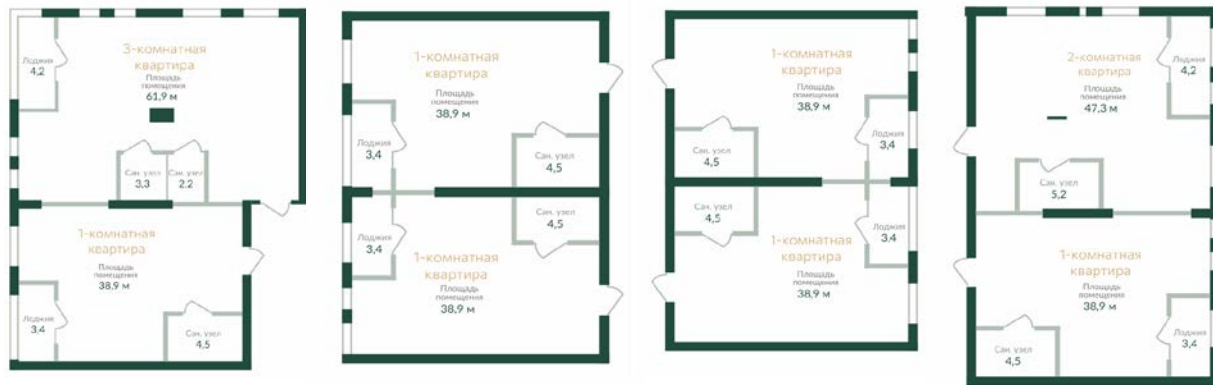 3-комнатная
квартира
Площадь
помещения
61,9 м
Лоджия
4,2
Сан. узел
3,3
Сан. узел
2.2
1-комнатная
квартира
Площадь
помещения
38,9 м
Лоджия
3,4
Сан. узел
4,5
1-комнатная
квартира
Площадь
помещения
38,9 м
Лоджия
3,4
Сан. узел
4,5
Сан. узел
4,5
Лоджия
3,4
1-комнатная
квартира
Площадь
помещения
38,9 м
1-комнатная
квартира
Площадь
помещения
38,9 м
Сан. узел
4,5
Лоджия
3,4
Сан. узел
4,5
Лоджия
3,4
1-комнатная
квартира
Площадь
помещения
38,9 м
2-комнатная
квартира
Площадь
помещения
47,3 м
Лоджия
4,2
Сан. узел
5,2
1-комнатная
квартира
Площадь
помещения
38,9 м
Сан. узел
4,5
Лоджия
3,4